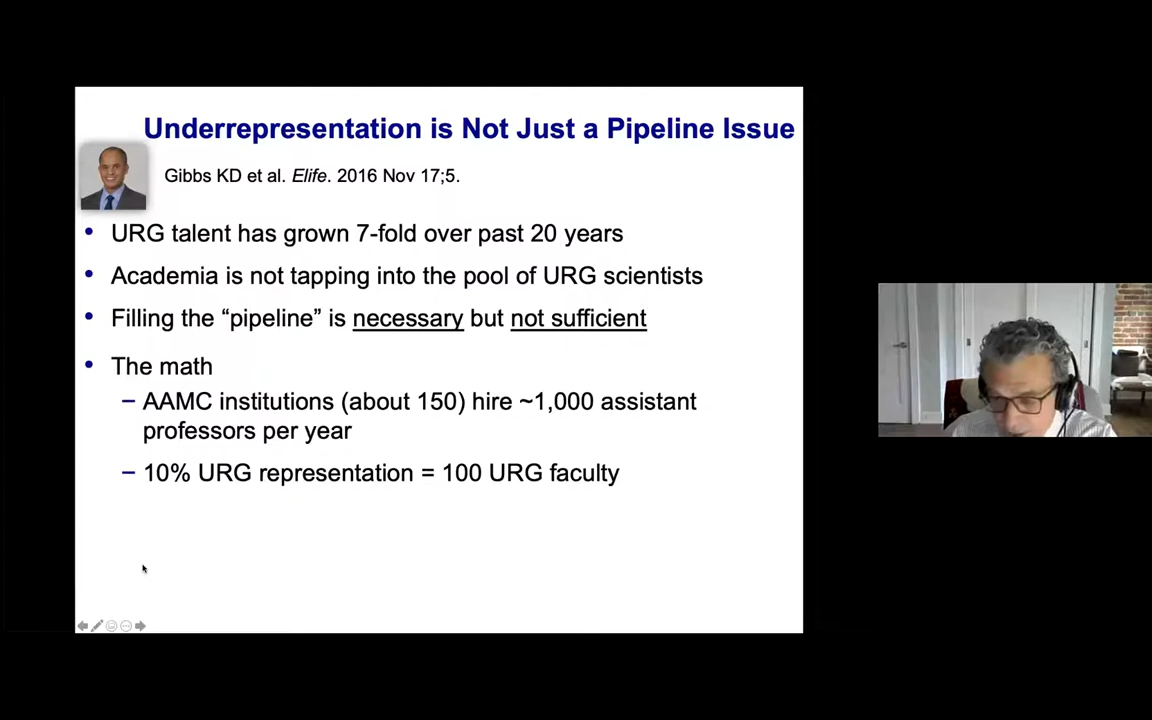 Underrepresentation is Not Just a Pipeline Issue
Gibbs KD et al. Elife. 2016 Nov 17;5.
• URG talent has grown 7-fold over past 20 years
• Academia is not tapping into the pool of URG scientists
• Filling the “pipeline” is necessary but not sufficient
• The math
– AAMC institutions (about 150) hire ~1,000 assistant
professors per year
– 10% URG representation = 100 URG faculty